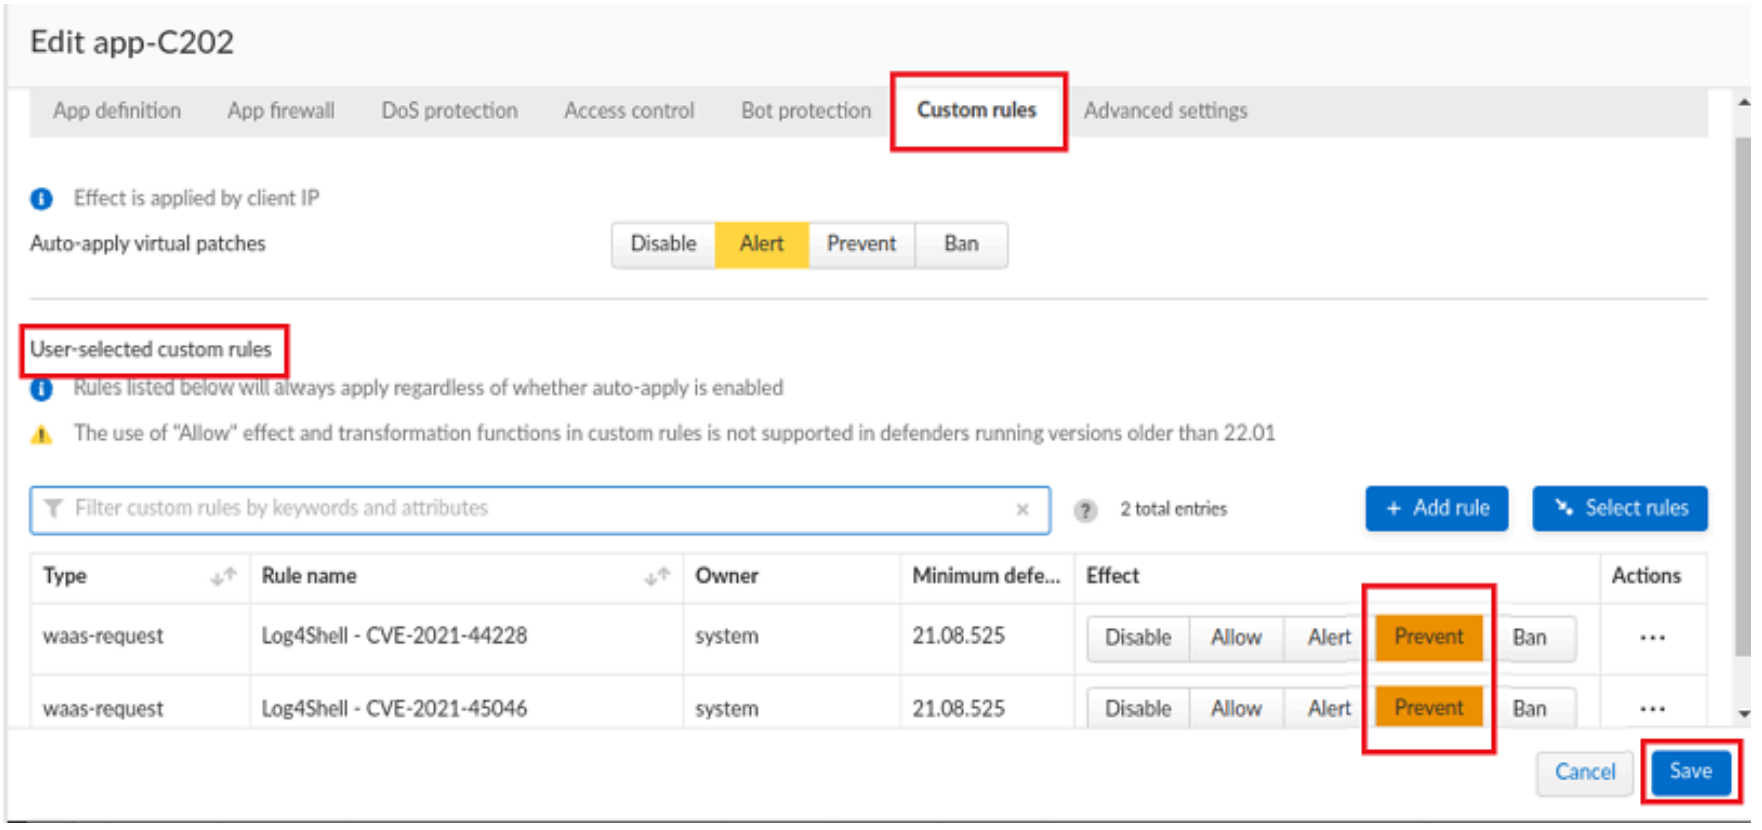 Edit app-C202
App definition App firewall DoS protection Access control Bot protection Custom rules Advanced settings
Effect is applied by client IP
Auto-apply virtual patches Disable Alert Prevent Ban
User-selected custom rules
Rules listed below will always apply regardless of whether auto-apply is enabled
The use of "Allow" effect and transformation functions in custom rules is not supported in defenders running versions older than 22.01
Filter custom rules by keywords and attributes × ? 2 total entries + Add rule Select rules
Type Rule name Owner Minimum defe... Effect Actions
waas-request Log4Shell - CVE-2021-44228 system 21.08.525 Disable Allow Alert Prevent Ban ...
waas-request Log4Shell - CVE-2021-45046 system 21.08.525 Disable Allow Alert Prevent Ban ...
Cancel Save